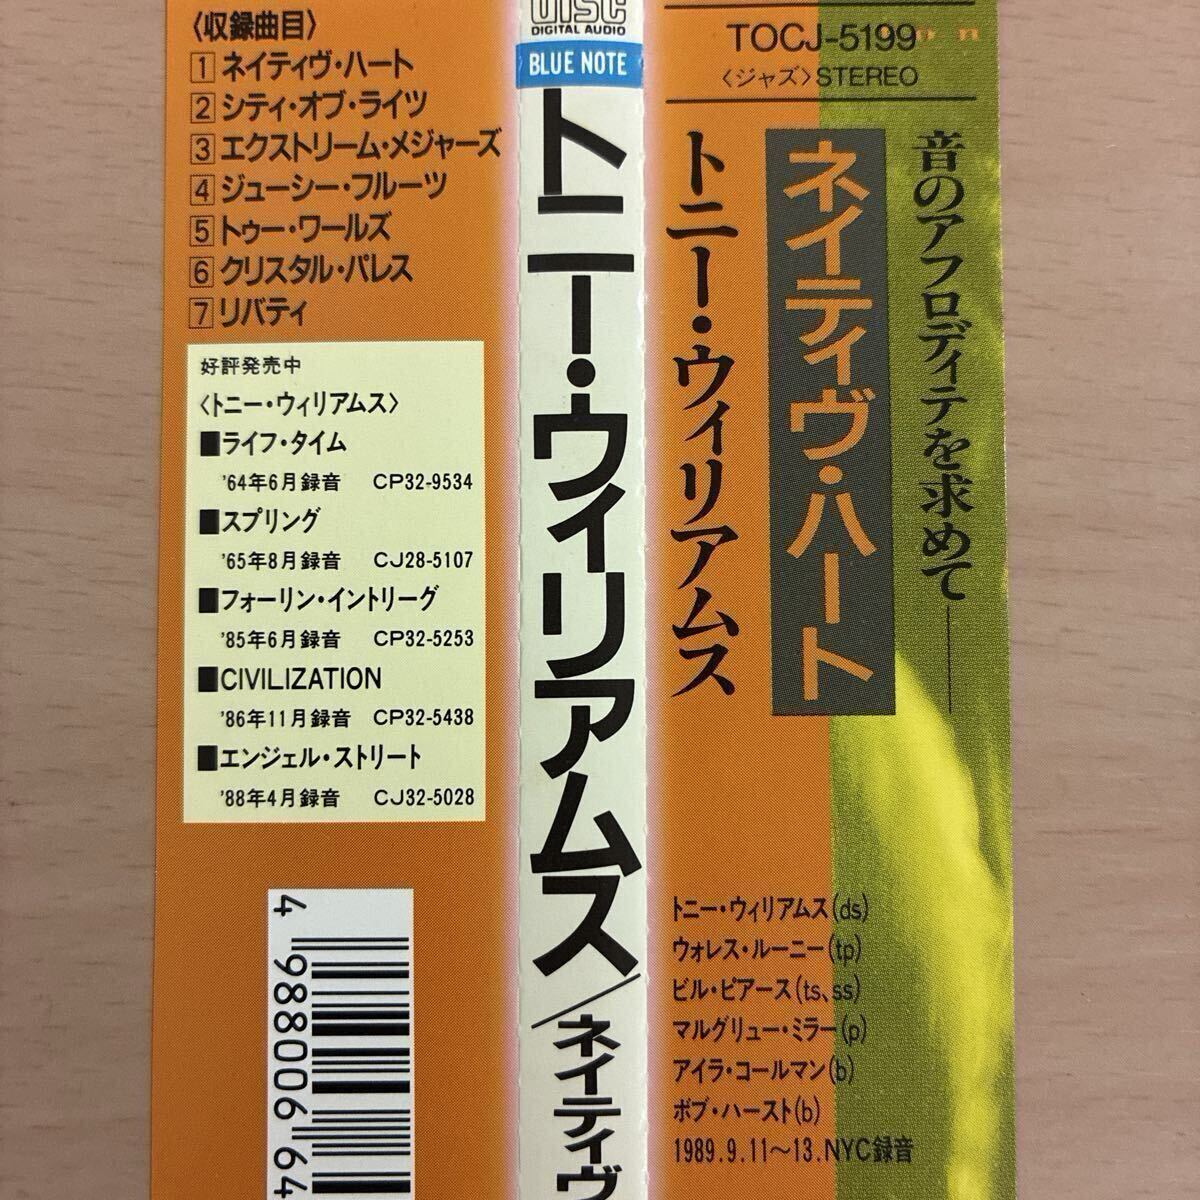 〈収録曲目〉
1 ネイティヴ・ハート
2 シティ・オブ・ライツ
3 エクストリーム・メジャーズ
4 ジューシー・フルーツ
5 トゥー・ワールズ
6 クリスタル・パレス
7 リバティ
好評発売中
〈トニー・ウィリアムス〉
■ライフ・タイム
'64年6月録音 CP32-9534
■スプリング
'65年8月録音 CJ28-5107
■フォーリン・イントリーグ
'85年6月録音 CP32-5253
■CIVILIZATION
'86年11月録音 CP32-5438
■エンジェル・ストリート
'88年4月録音 CJ32-5028
4 988006 64
DISC
DIGITAL AUDIO
BLUE NOTE
トニー・ウィリアムス/ネイティヴ
TOCJ-5199
〈ジャズ〉STEREO
音のアフロディテを求めて――
ネイティヴ・ハート
トニー・ウィリアムス
トニー・ウィリアムス(ds)
ウォレス・ルーニー(tp)
ビル・ピアース(ts、ss)
マルグリュー・ミラー(p)
アイラ・コールマン(b)
ボブ・ハースト(b)
1989.9.11〜13.NYC録音